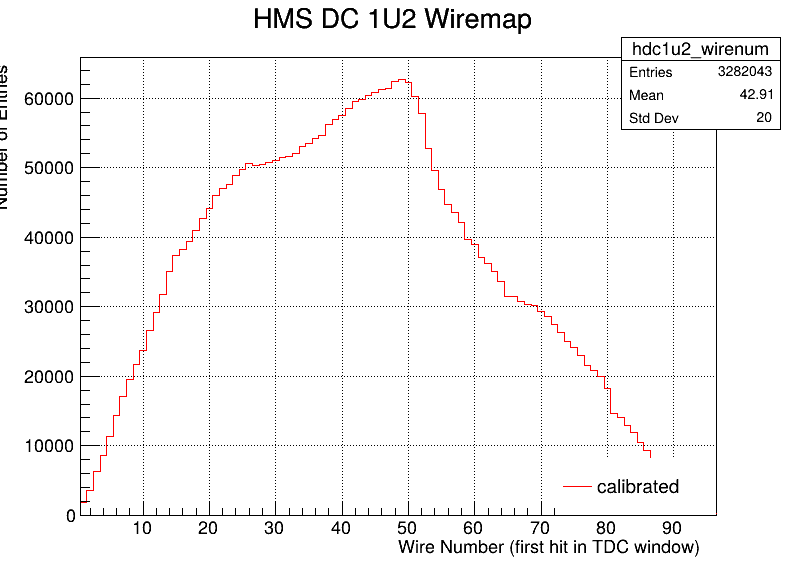 HMS DC 1U2 Wiremap
hdc1u2_wirenum
Entries 3282043
Mean 42.91
Std Dev 20
Number of Entries
60000
50000
40000
30000
20000
10000
0
calibrated
10 20 30 40 50 60 70 80 90
Wire Number (first hit in TDC window)